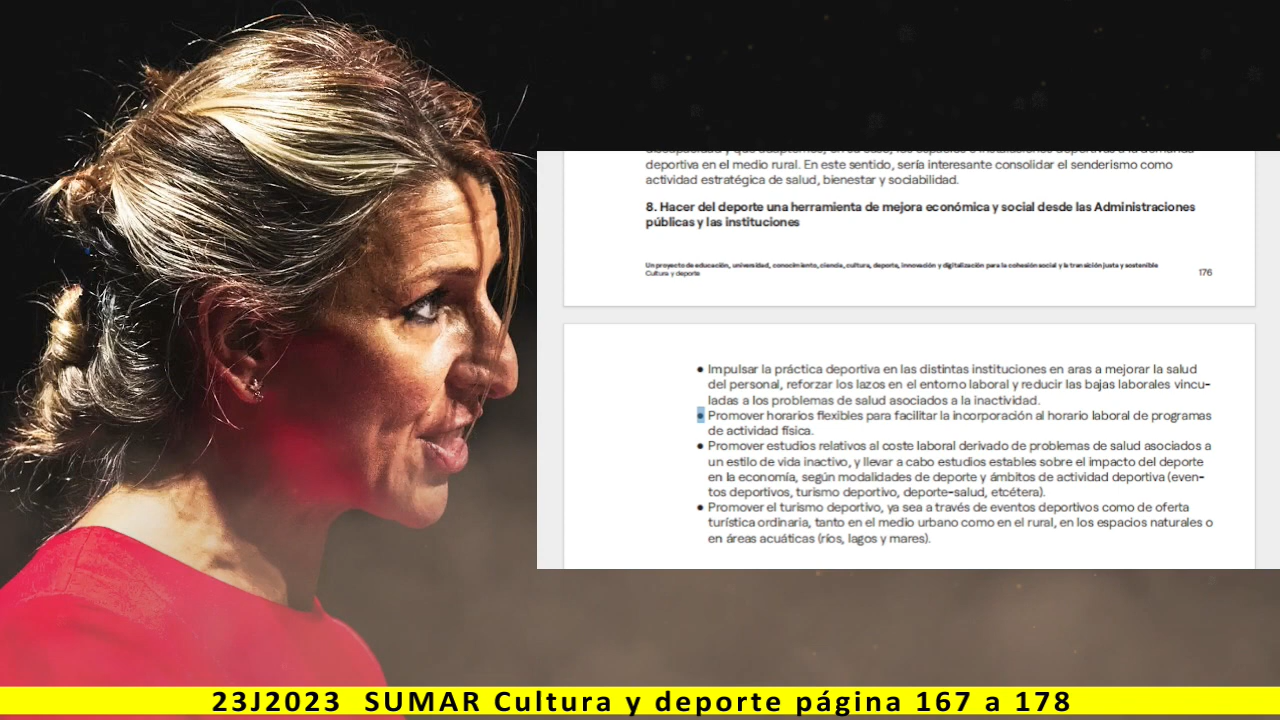 deportiva en el medio rural. En este sentido, sería interesante consolidar el senderismo como
actividad estratégica de salud, bienestar y sociabilidad.
8. Hacer del deporte una herramienta de mejora económica y social desde las Administraciones
públicas y las instituciones
Un proyecto de educación, universidad, conocimiento, ciencia, cultura, deporte, innovación y digitalización para la cohesión social y la transición justa y sostenible
Cultura y deporte
176
● Impulsar la práctica deportiva en las distintas instituciones en aras a mejorar la salud
del personal, reforzar los lazos en el entorno laboral y reducir las bajas laborales vincu-
ladas a los problemas de salud asociados a la inactividad.
● Promover horarios flexibles para facilitar la incorporación al horario laboral de programas
de actividad física.
● Promover estudios relativos al coste laboral derivado de problemas de salud asociados a
un estilo de vida inactivo, y llevar a cabo estudios estables sobre el impacto del deporte
en la economía, según modalidades de deporte y ámbitos de actividad deportiva (even-
tos deportivos, turismo deportivo, deporte-salud, etcétera).
● Promover el turismo deportivo, ya sea a través de eventos deportivos como de oferta
turística ordinaria, tanto en el medio urbano como en el rural, en los espacios naturales o
en áreas acuáticas (ríos, lagos y mares).
23J2023 SUMAR Cultura y deporte página 167 a 178